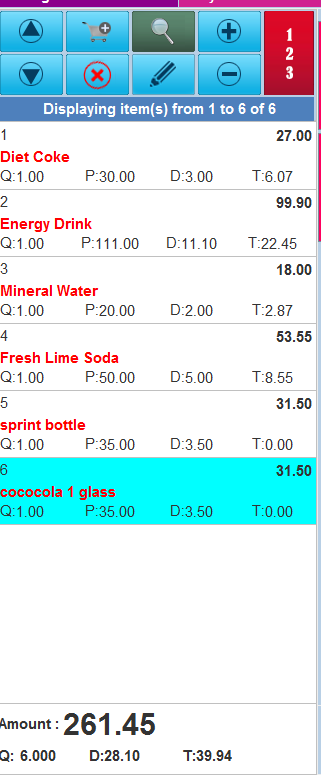 1
2
3
Displaying item(s) from 1 to 6 of 6
1 27.00
Diet Coke
Q:1.00 P:30.00 D:3.00 T:6.07
2 99.90
Energy Drink
Q:1.00 P:111.00 D:11.10 T:22.45
3 18.00
Mineral Water
Q:1.00 P:20.00 D:2.00 T:2.87
4 53.55
Fresh Lime Soda
Q:1.00 P:50.00 D:5.00 T:8.55
5 31.50
sprint bottle
Q:1.00 P:35.00 D:3.50 T:0.00
6 31.50
cococola 1 glass
Q:1.00 P:35.00 D:3.50 T:0.00
Amount : 261.45
Q: 6.000 D:28.10 T:39.94